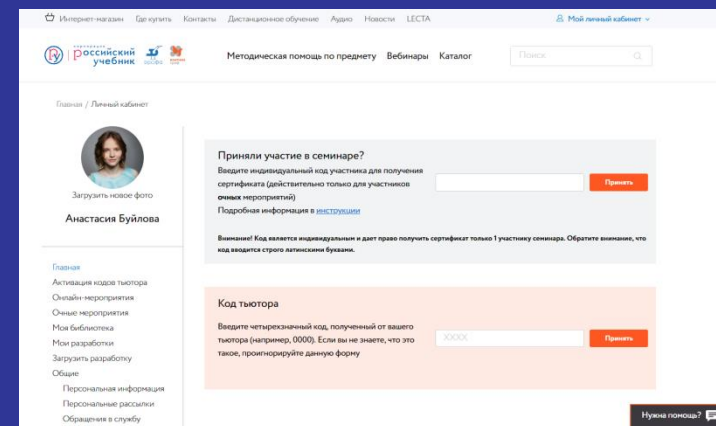 Интернет-магазин Где купить Контакты Дистанционное обучение Аудио Новости LECTA Мой личный кабинет
российский
учебник
Методическая помощь по предмету Вебинары Каталог Поиск
Главная / Личный кабинет
Загрузить новое фото
Анастасия Буйлова
Главная
Активация кодов тьютора
Онлайн-мероприятия
Очные мероприятия
Моя библиотека
Мои разработки
Загрузить разработку
Общие
Персональная информация
Персональные рассылки
Обращения в службу
Приняли участие в семинаре?
Введите индивидуальный код участника для получения
сертификата (действительно только для участников
очных мероприятий)
Подробная информация в инструкции
Принять
Внимание! Код является индивидуальным и дает право получить сертификат только 1 участнику семинара. Обратите внимание, что
код вводится строго латинскими буквами.
Код тьютора
Введите четырехзначный код, полученный от вашего
тьютора (например, 0000). Если вы не знаете, что это
такое, проигнорируйте данную форму
XXXX
Принять
Нужна помощь?